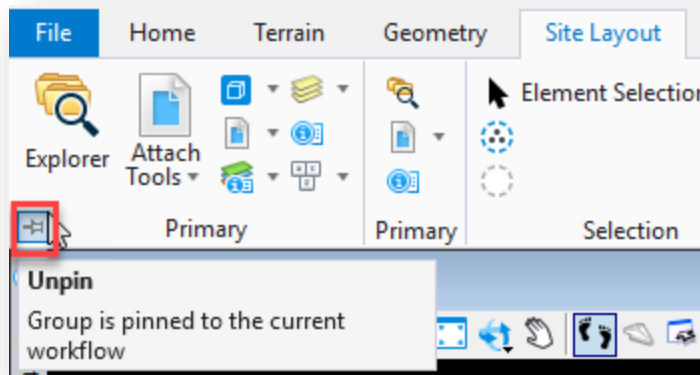 File Home Terrain Geometry Site Layout
Explorer
Attach
Tools
Element Selection
Primary Primary Selection
Unpin
Group is pinned to the current
workflow